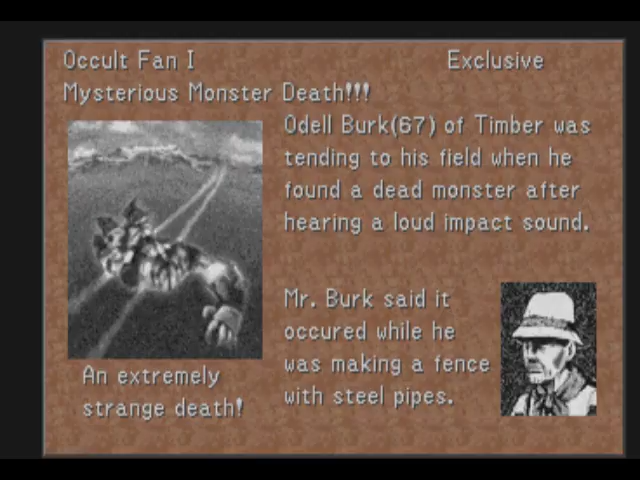 Occult Fan I Exclusive
Mysterious Monster Death!!!
Odell Burk(67) of Timber was
tending to his field when he
found a dead monster after
hearing a loud impact sound.
Mr. Burk said it
occured while he
was making a fence
with steel pipes.
An extremely
strange death!